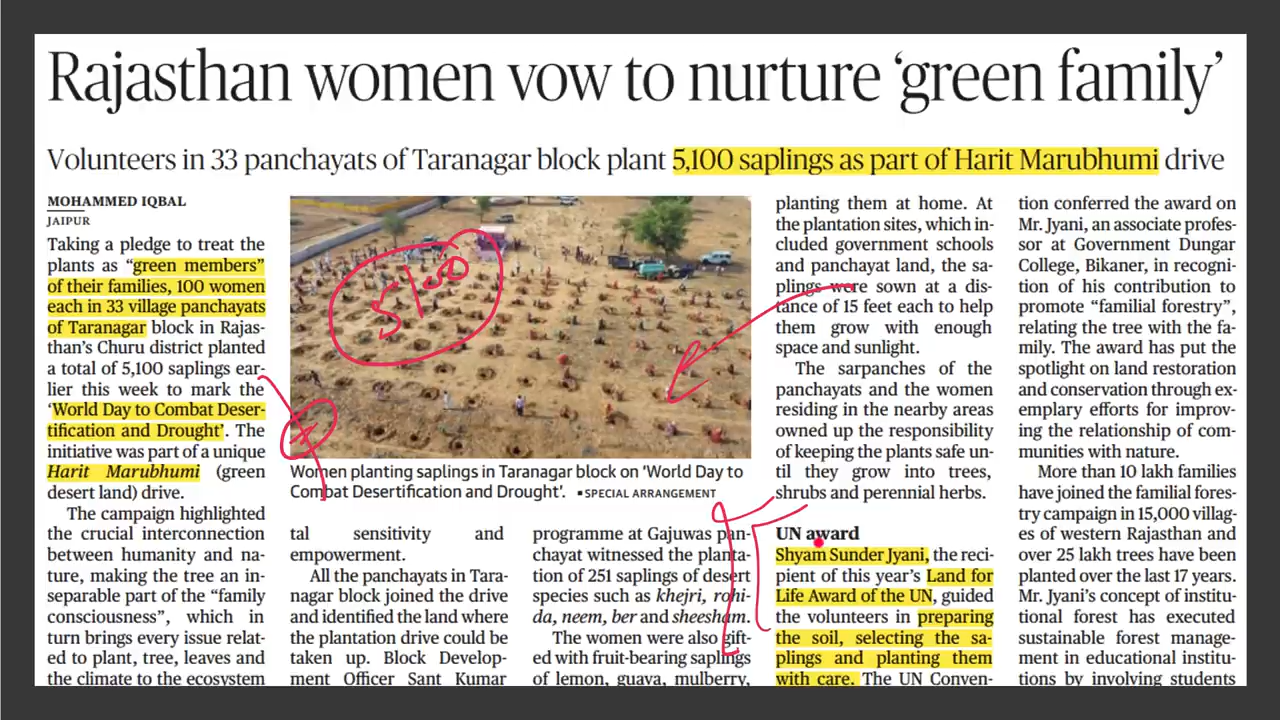 Rajasthan women vow to nurture ‘green family’
Volunteers in 33 panchayats of Taranagar block plant 5,100 saplings as part of Harit Marubhumi drive
MOHAMMED IQBAL
JAIPUR
Taking a pledge to treat the
plants as “green members”
of their families, 100 women
each in 33 village panchayats
of Taranagar block in Rajas-
than’s Churu district planted
a total of 5,100 saplings ear-
lier this week to mark the
‘World Day to Combat Deser-
tification and Drought’. The
initiative was part of a unique
Harit Marubhumi (green
desert land) drive.
The campaign highlighted
the crucial interconnection
between humanity and na-
ture, making the tree an in-
separable part of the “family
consciousness”, which in
turn brings every issue relat-
ed to plant, tree, leaves and
the climate to the ecosystem
5100
Women planting saplings in Taranagar block on ‘World Day to
Combat Desertification and Drought’. ▪SPECIAL ARRANGEMENT
tal sensitivity and
empowerment.
All the panchayats in Tara-
nagar block joined the drive
and identified the land where
the plantation drive could be
taken up. Block Develop-
ment Officer Sant Kumar
programme at Gajuwas pan-
chayat witnessed the planta-
tion of 251 saplings of desert
species such as khejri, rohi-
da, neem, ber and sheesham.
The women were also gift-
ed with fruit-bearing saplings
of lemon, guava, mulberry,
planting them at home. At
the plantation sites, which in-
cluded government schools
and panchayat land, the sa-
plings were sown at a dis-
tance of 15 feet each to help
them grow with enough
space and sunlight.
The sarpanches of the
panchayats and the women
residing in the nearby areas
owned up the responsibility
of keeping the plants safe un-
til they grow into trees,
shrubs and perennial herbs.
UN award
Shyam Sunder Jyani, the reci-
pient of this year’s Land for
Life Award of the UN, guided
the volunteers in preparing
the soil, selecting the sa-
plings and planting them
with care. The UN Conven-
tion conferred the award on
Mr. Jyani, an associate profes-
sor at Government Dungar
College, Bikaner, in recogni-
tion of his contribution to
promote “familial forestry”,
relating the tree with the fa-
mily. The award has put the
spotlight on land restoration
and conservation through ex-
emplary efforts for improv-
ing the relationship of com-
munities with nature.
More than 10 lakh families
have joined the familial fores-
try campaign in 15,000 villag-
es of western Rajasthan and
over 25 lakh trees have been
planted over the last 17 years.
Mr. Jyani’s concept of institu-
tional forest has executed
sustainable forest manage-
ment in educational institu-
tions by involving students